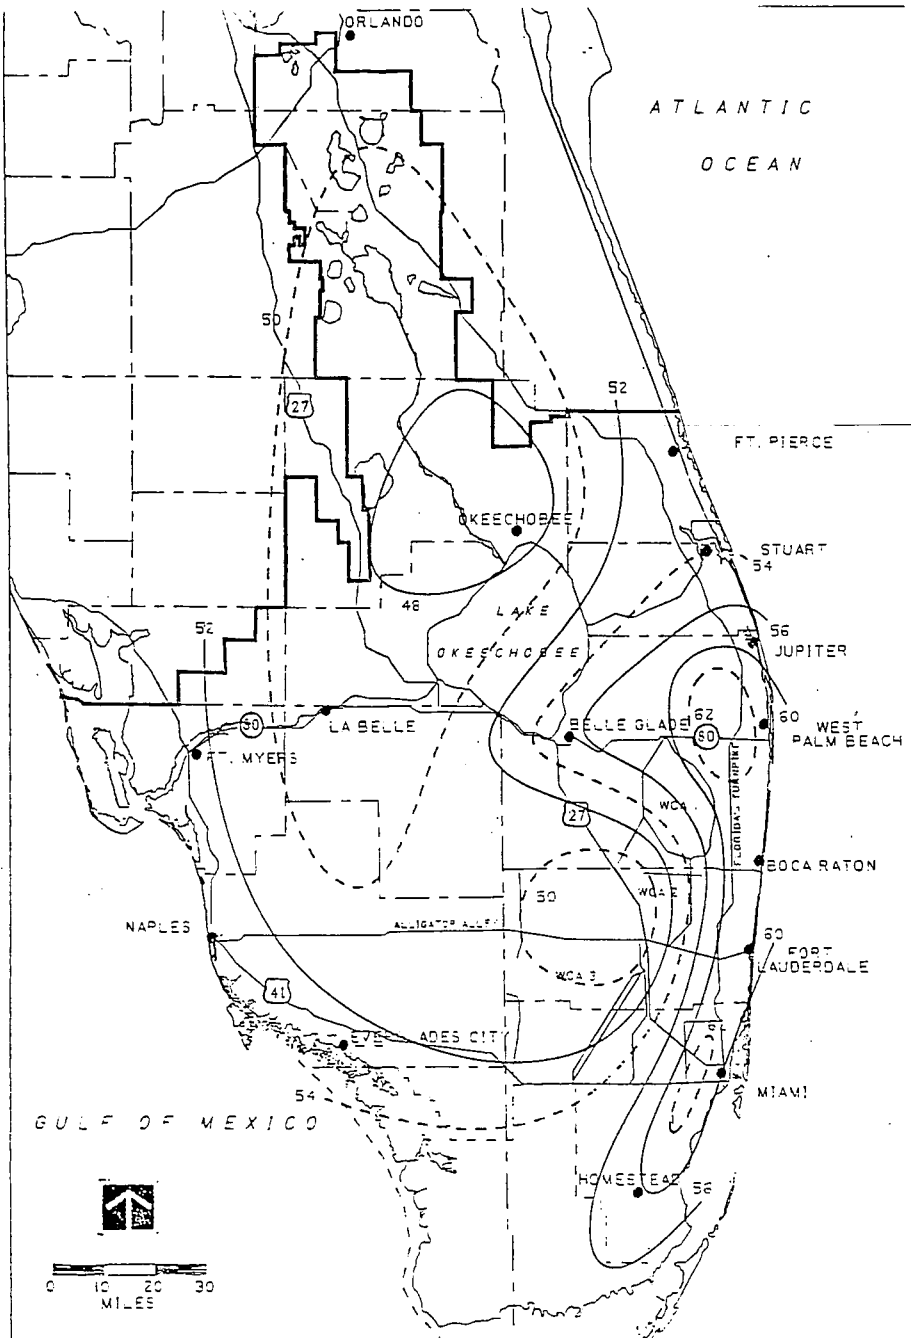 ORLANDO
ATLANTIC
OCEAN
50
27
52
FT. PIERCE
OKEECHOBEE
STUART
54
48
LAKE
OKEECHOBEE
52
56
JUPITER
80
LA BELLE
BELLE GLADE
62
60
WEST
PALM BEACH
FT. MYERS
27
WCA
FLORIDA'S TURNPIKE
BOCA RATON
50
WCA 2
NAPLES
ALLIGATOR ALLEY
60
FORT
LAUDERDALE
WCA 3
41
EVERGLADES CITY
54
MIAMI
GULF OF MEXICO
HOMESTEAD
58
0 10 20 30
MILES